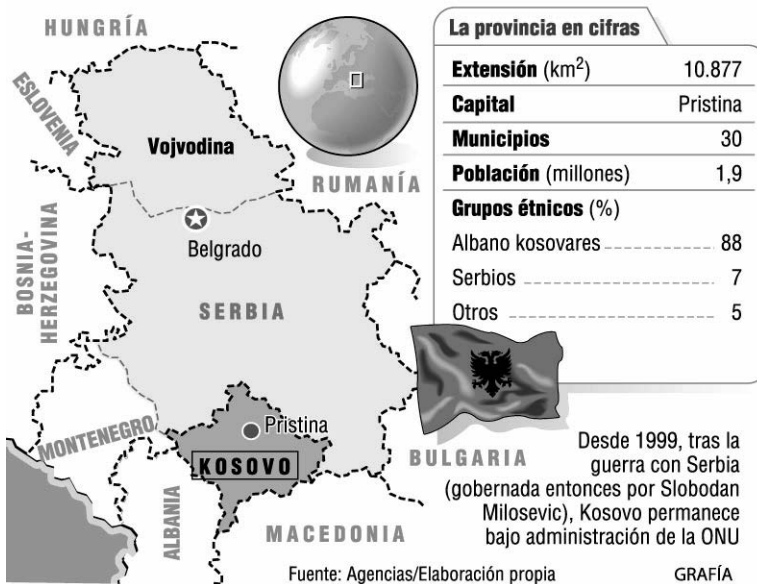 HUNGRÍA
ESLOVENIA
Vojvodina
RUMANÍA
Belgrado
BOSNIA-
HERZEGOVINA
SERBIA
MONTENEGRO
Pristina
KOSOVO
BULGARIA
ALBANIA
MACEDONIA
La provincia en cifras
Extensión (km²) 10.877
Capital Pristina
Municipios 30
Población (millones) 1,9
Grupos étnicos (%)
Albano kosovares 88
Serbios 7
Otros 5
Desde 1999, tras la
guerra con Serbia
(gobernada entonces por Slobodan
Milosevic), Kosovo permanece
bajo administración de la ONU
Fuente: Agencias/Elaboración propia GRAFÍA